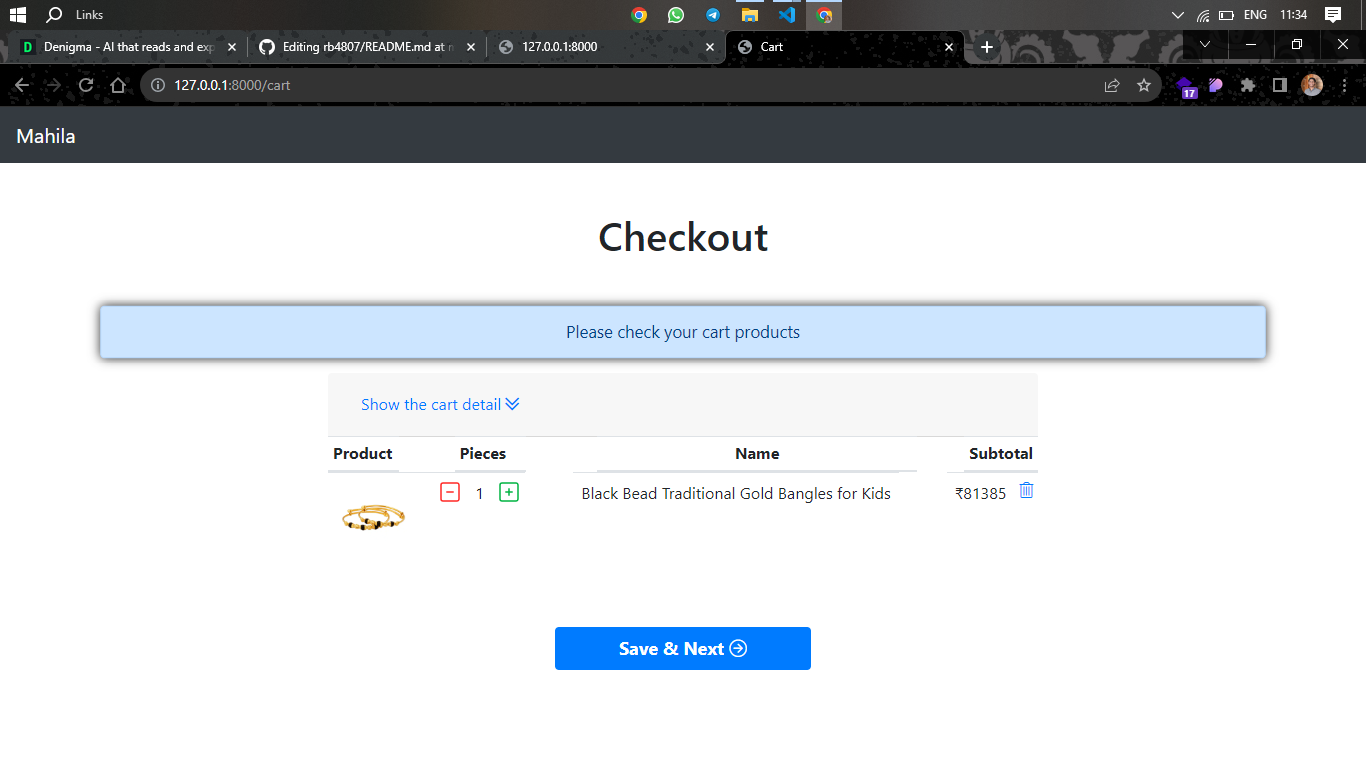 Links
ENG 11:34
Denigma - AI that reads and exp
Editing rb4807/README.md at
127.0.0.1:8000
Cart
127.0.0.1:8000/cart
17
Mahila
Checkout
Please check your cart products
Show the cart detail
Product Pieces Name Subtotal
1 Black Bead Traditional Gold Bangles for Kids ₹81385
Save & Next